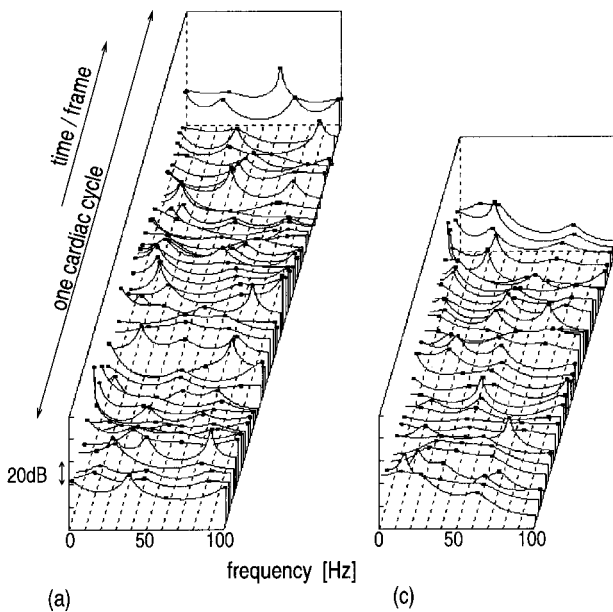 time / frame
one cardiac cycle
20dB
0 50 100 0 50 100
frequency [Hz]
(a) (c)